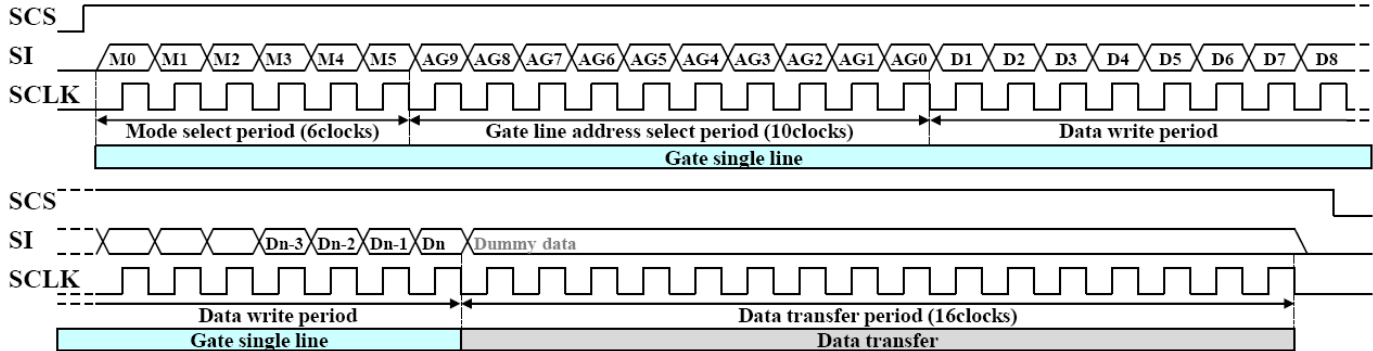 SCS
SI M0 M1 M2 M3 M4 M5 AG9 AG8 AG7 AG6 AG5 AG4 AG3 AG2 AG1 AG0 D1 D2 D3 D4 D5 D6 D7 D8
SCLK
Mode select period (6clocks) Gate line address select period (10clocks) Data write period
Gate single line
SCS
SI Dn-3 Dn-2 Dn-1 Dn Dummy data
SCLK
Data write period Data transfer period (16clocks)
Gate single line Data transfer